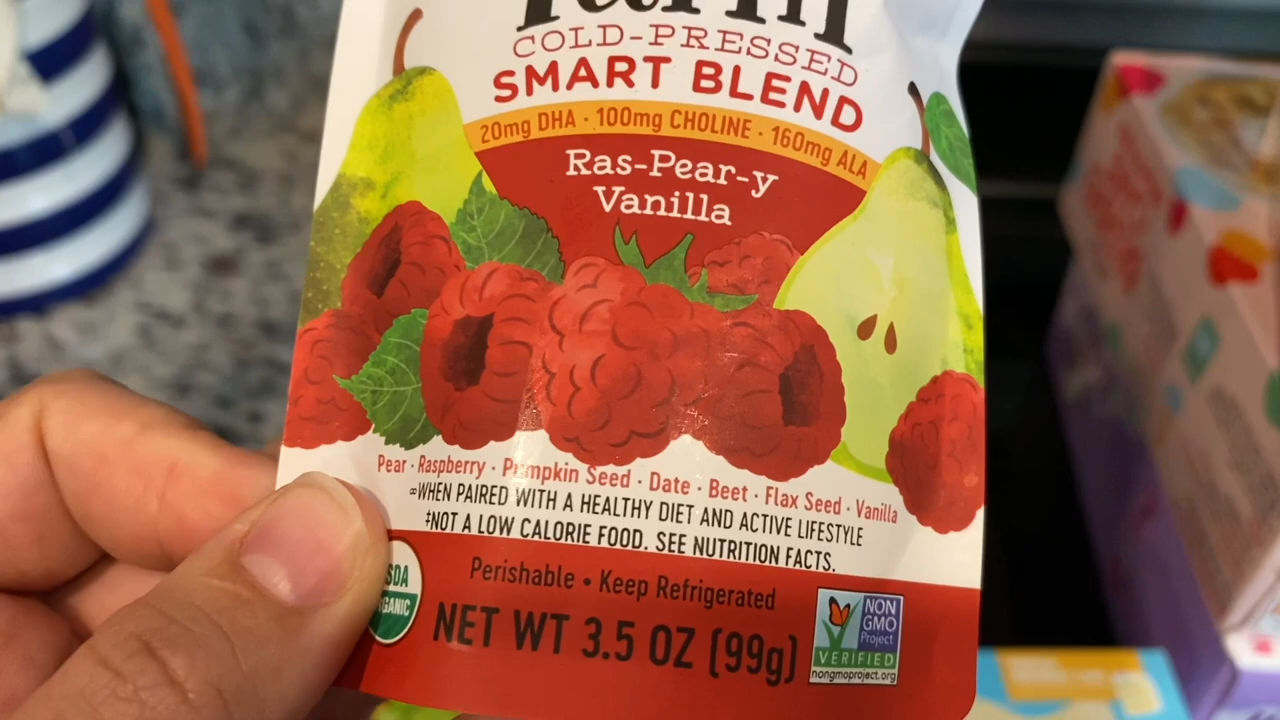 COLD-PRESSED
SMART BLEND
20mg DHA · 100mg CHOLINE · 160mg ALA
Ras-Pear-y
Vanilla
Pear · Raspberry · Pumpkin Seed · Date · Beet · Flax Seed · Vanilla
∞WHEN PAIRED WITH A HEALTHY DIET AND ACTIVE LIFESTYLE
‡NOT A LOW CALORIE FOOD. SEE NUTRITION FACTS.
Perishable • Keep Refrigerated
NET WT 3.5 OZ (99g)
NON
GMO
Project
VERIFIED
nongmoproject.org